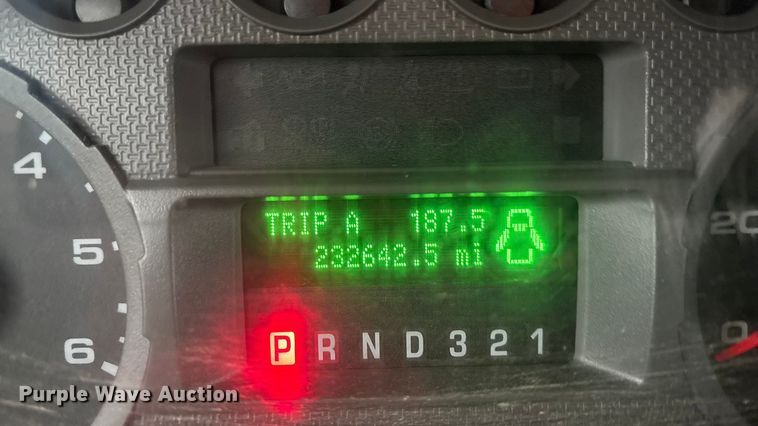 4
5
6
TRIP A 187.5
232642.5 mi
P R N D 3 2 1
20
0
Purple Wave Auction